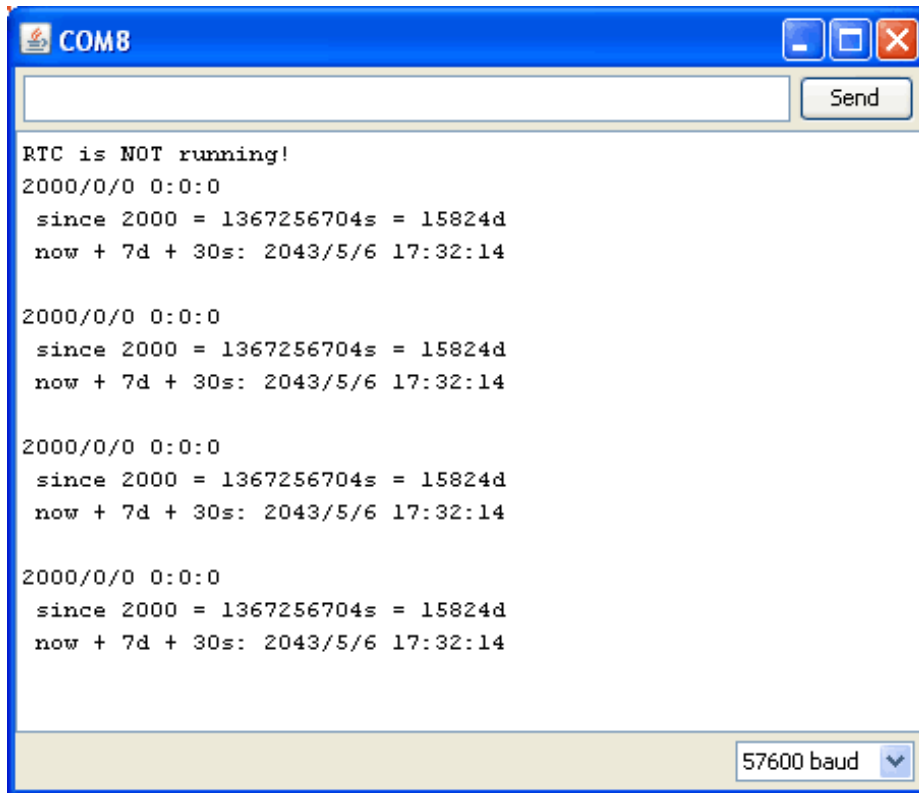 COM8
Send
RTC is NOT running!
2000/0/0 0:0:0
 since 2000 = 1367256704s = 15824d
 now + 7d + 30s: 2043/5/6 17:32:14

2000/0/0 0:0:0
 since 2000 = 1367256704s = 15824d
 now + 7d + 30s: 2043/5/6 17:32:14

2000/0/0 0:0:0
 since 2000 = 1367256704s = 15824d
 now + 7d + 30s: 2043/5/6 17:32:14

2000/0/0 0:0:0
 since 2000 = 1367256704s = 15824d
 now + 7d + 30s: 2043/5/6 17:32:14
57600 baud